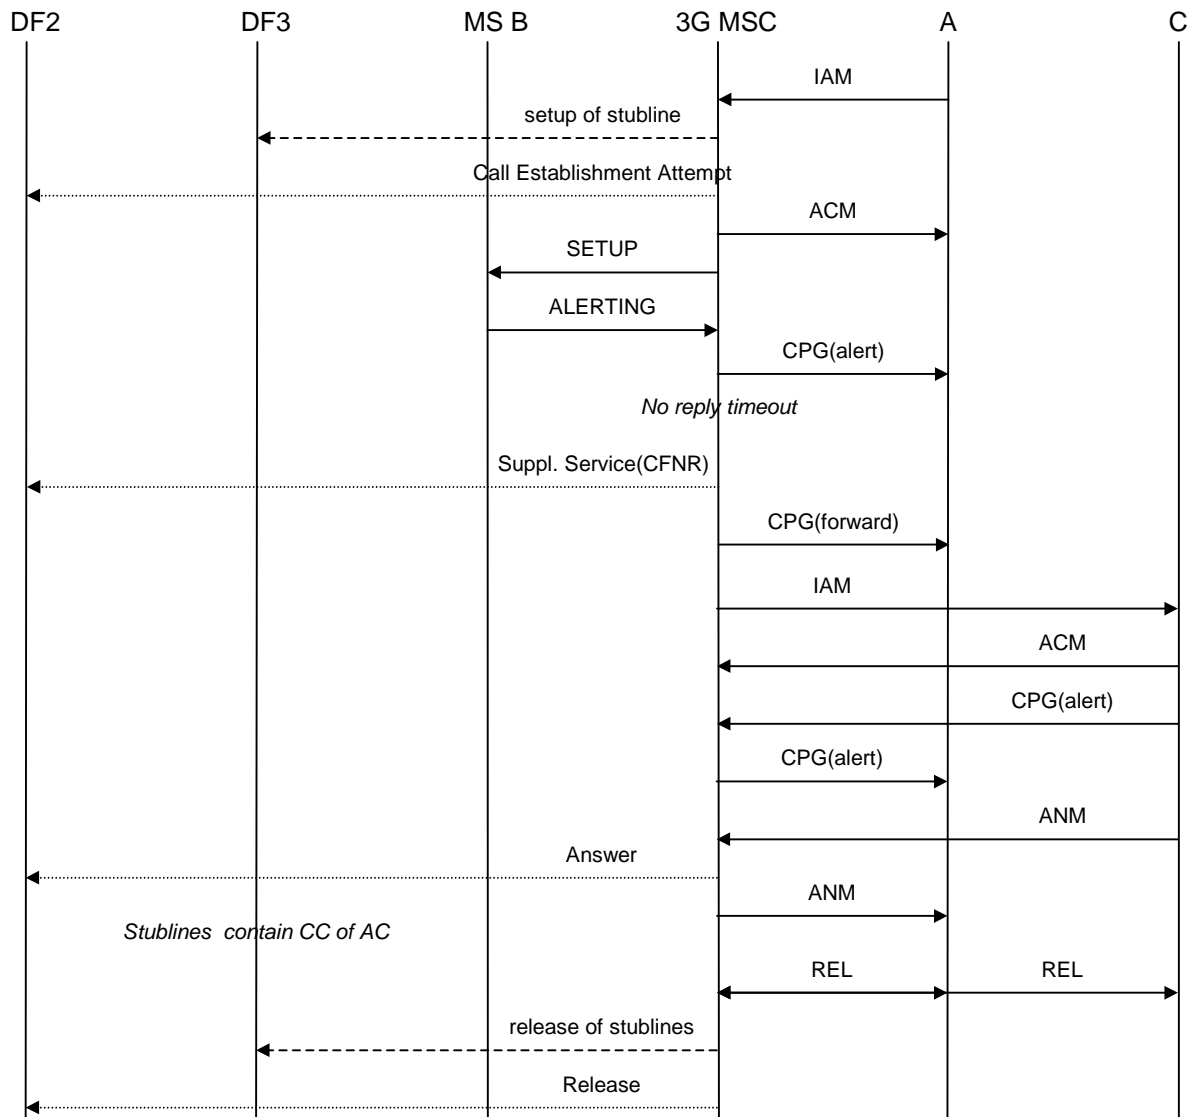 DF2 DF3 MS B 3G MSC A C
IAM
setup of stubline
Call Establishment Attempt
ACM
SETUP
ALERTING
CPG(alert)
No reply timeout
Suppl. Service(CFNR)
CPG(forward)
IAM
ACM
CPG(alert)
CPG(alert)
ANM
Answer
ANM
Stublines contain CC of AC
REL REL
release of stublines
Release